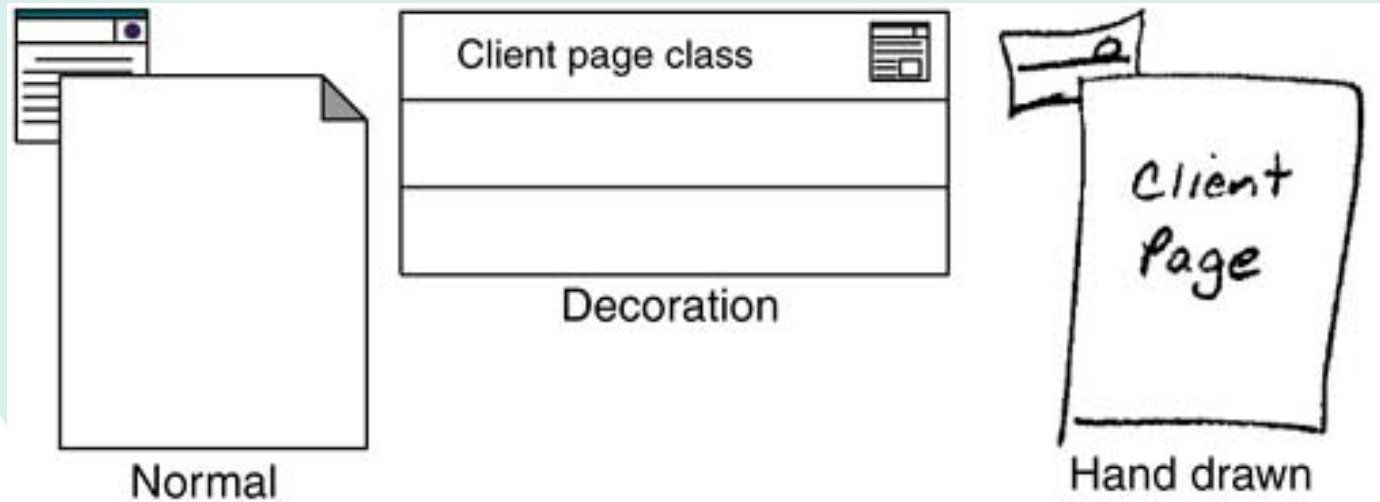 Client page class
Client
Page
Decoration
Normal
Hand drawn